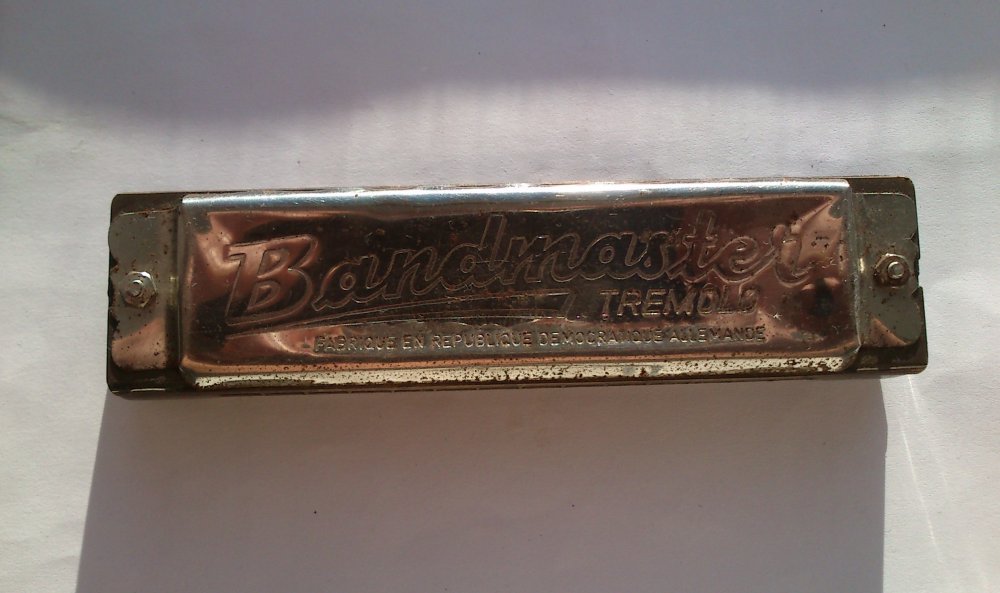 Bandmaster
TREMOLO
FABRIQUE EN REPUBLIQUE DEMOCRATIQUE ALLEMANDE